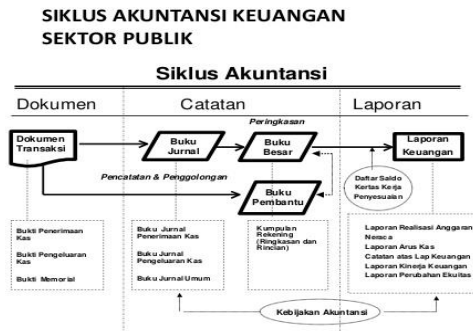 SIKLUS AKUNTANSI KEUANGAN
SEKTOR PUBLIK
Siklus Akuntansi
Dokumen
Catatan
Laporan
Peringkasan
Dokumen
Transaksi
Buku
Jurnal
Buku
Besar
Laporan
Keuangan
Pencatatan & Penggolongan
Buku
Pembantu
Daftar Saldo
Kertas Kerja
Penyesuaian
Bukti Penerimaan
Kas
Bukti Pengeluaran
Kas
Bukti Memorial
Buku Jurnal
Penerimaan Kas
Buku Jurnal
Pengeluaran Kas
Buku Jurnal Umum
Kumpulan
Rekening
(Ringkasan dan
Rincian)
Laporan Realisasi Anggaran
Neraca
Laporan Arus Kas
Catatan atas Lap Keuangan
Laporan Kinerja Keuangan
Laporan Perubahan Ekuitas
Kebijakan Akuntansi